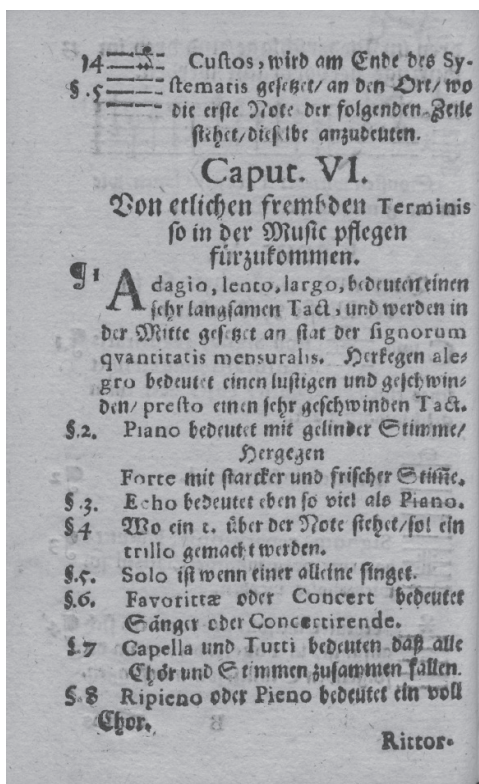 14 Custos, wird am Ende des Sy-
§.5 stematis gesetzet/an den Ort/wo
die erste Note der folgenden Zeile
stehet/dieselbe anzudeuten.
Caput. VI.
Von etlichen frembden Terminis
so in der Music pflegen
fürzukommen.
¶1 Adagio, lento, largo, bedeuten einen
sehr langsamen Tact, und werden in
der Mitte gesetzet an stat der signorum
qvantitatis mensuralis. Herkegen ale-
gro bedeutet einen lustigen und geschwin-
den/ presto einen sehr geschwinden Tact.
§.2. Piano bedeutet mit gelinder Stimme/
Hergegen
Forte mit starcker und frischer Stim̃e.
§.3. Echo bedeutet eben so viel als Piano.
§4 Wo ein t. über der Note stehet/sol ein
trillo gemacht werden.
§.5. Solo ist wenn einer alleine singet.
§.6. Favorittæ oder Concert bedeutet
Sänger oder Concertirende.
§.7 Capella und Tutti bedeuten daß alle
Chör und Stimmen zusammen fallen.
§.8 Ripieno oder Pieno bedeutet ein voll
Chor.
Rittor-